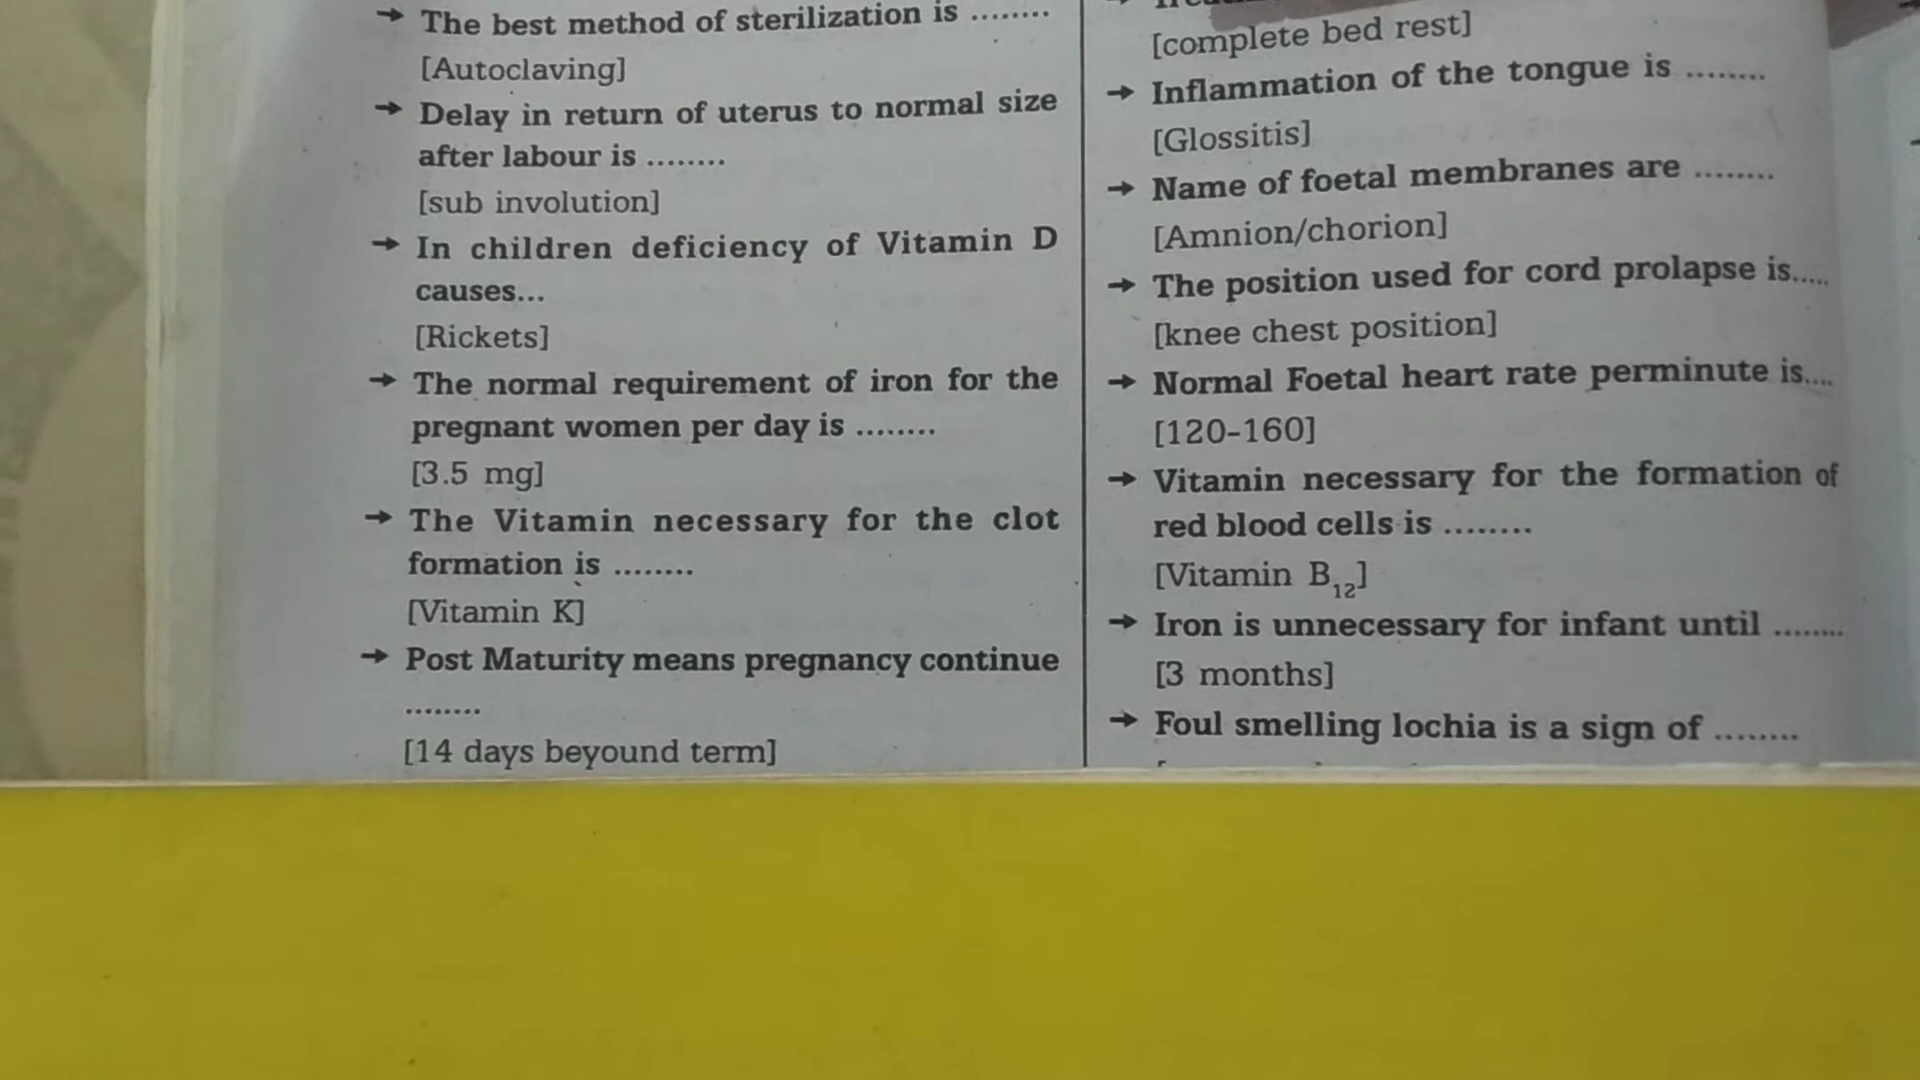 → The best method of sterilization is ........
[Autoclaving]
→ Delay in return of uterus to normal size
after labour is ........
[sub involution]
→ In children deficiency of Vitamin D
causes...
[Rickets]
→ The normal requirement of iron for the
pregnant women per day is ........
[3.5 mg]
→ The Vitamin necessary for the clot
formation is ........
[Vitamin K]
→ Post Maturity means pregnancy continue
........
[14 days beyound term]
[complete bed rest]
→ Inflammation of the tongue is ........
[Glossitis]
→ Name of foetal membranes are ........
[Amnion/chorion]
→ The position used for cord prolapse is.....
[knee chest position]
→ Normal Foetal heart rate perminute is....
[120-160]
→ Vitamin necessary for the formation of
red blood cells is ........
[Vitamin B₁₂]
→ Iron is unnecessary for infant until ........
[3 months]
→ Foul smelling lochia is a sign of ........